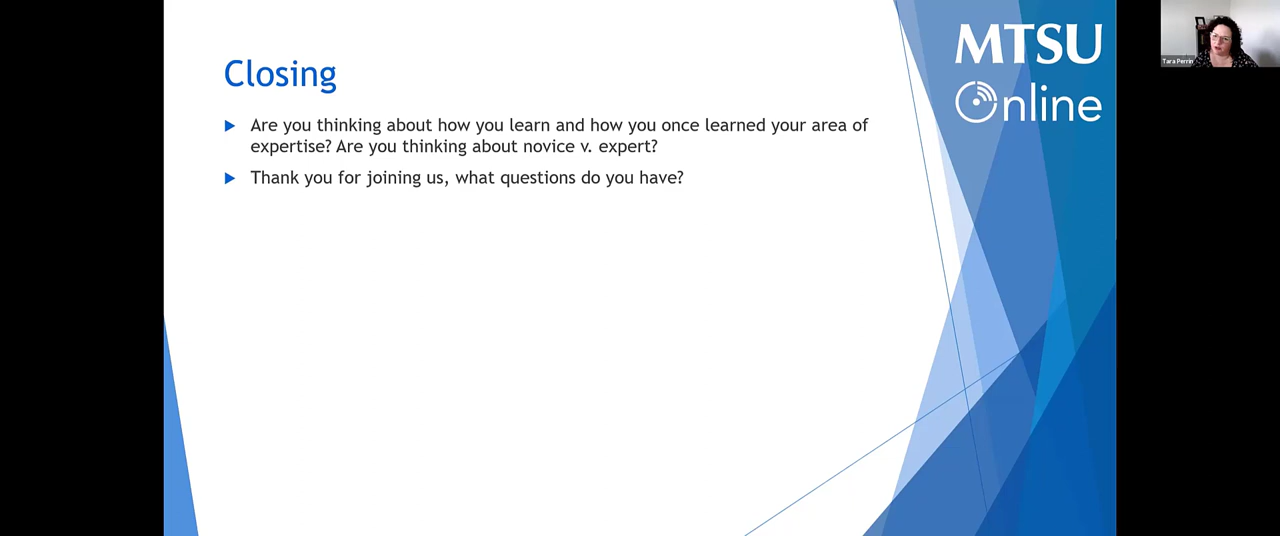 MTSU
Online
Tara Perrin
Closing
Are you thinking about how you learn and how you once learned your area of
expertise? Are you thinking about novice v. expert?
Thank you for joining us, what questions do you have?